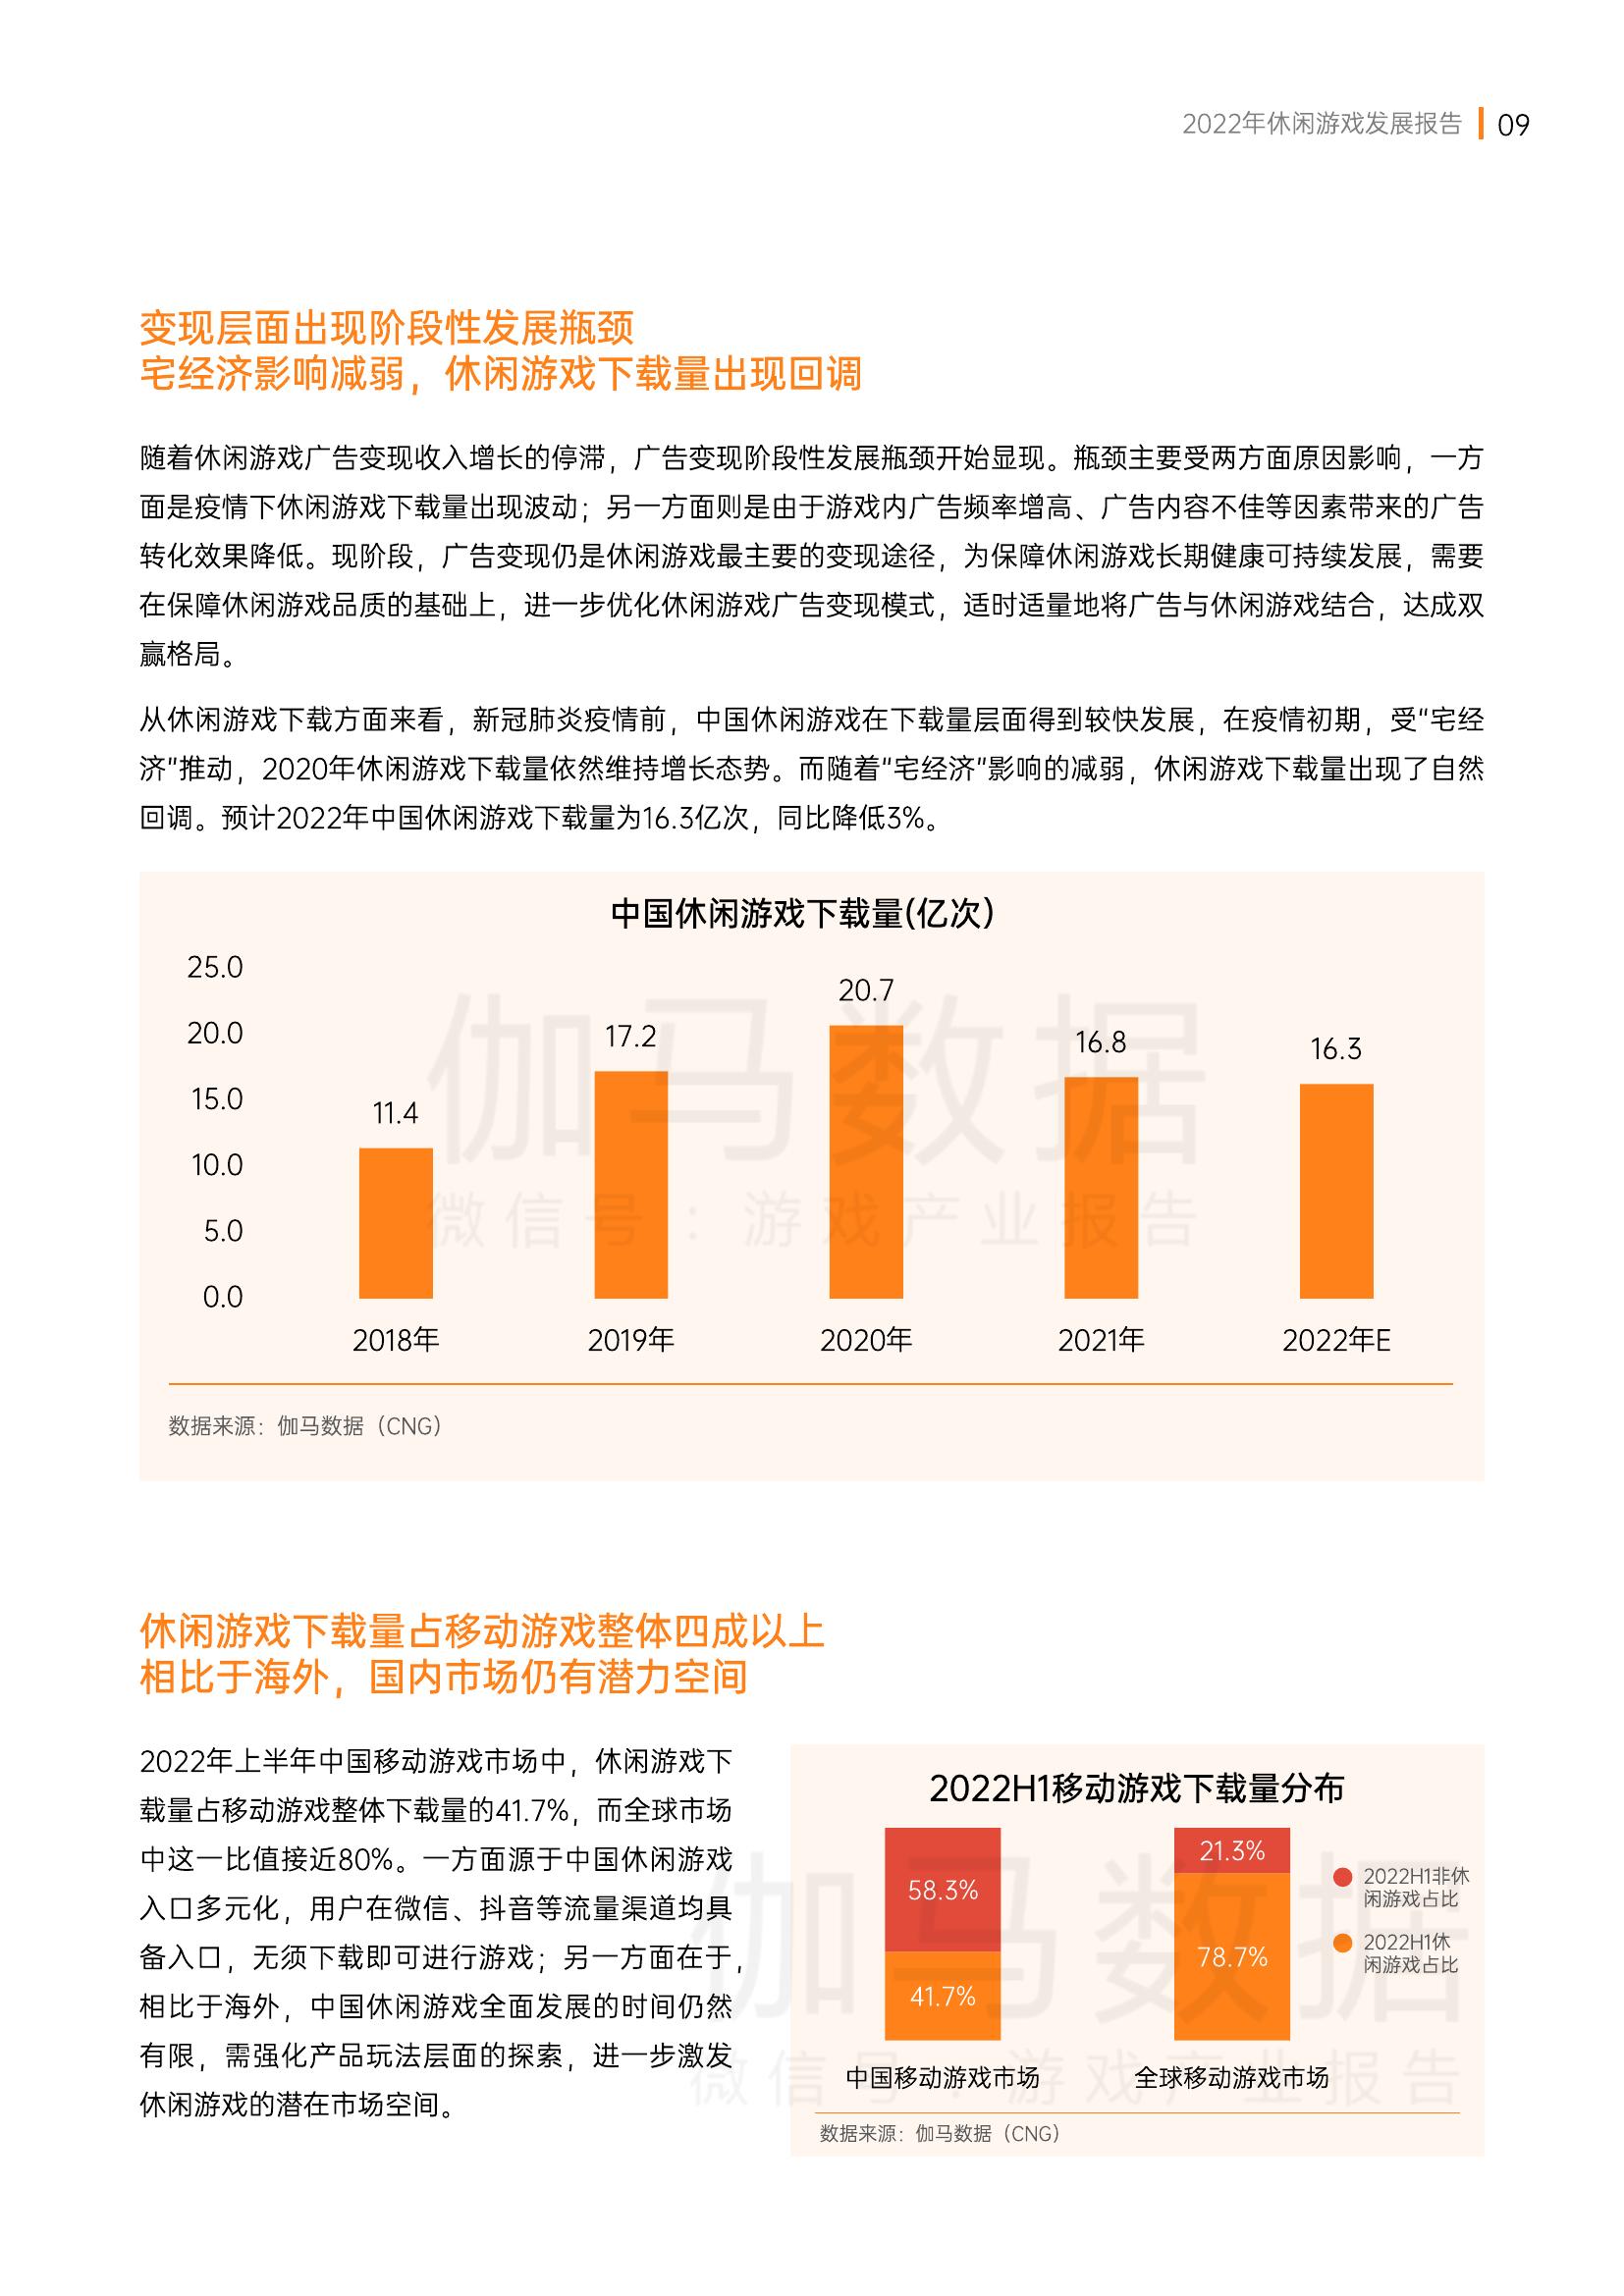 2022年休闲游戏发展报告 09
变现层面出现阶段性发展瓶颈
宅经济影响减弱，休闲游戏下载量出现回调
随着休闲游戏广告变现收入增长的停滞，广告变现阶段性发展瓶颈开始显现。瓶颈主要受两方面原因影响，一方
面是疫情下休闲游戏下载量出现波动；另一方面则是由于游戏内广告频率增高、广告内容不佳等因素带来的广告
转化效果降低。现阶段，广告变现仍是休闲游戏最主要的变现途径，为保障休闲游戏长期健康可持续发展，需要
在保障休闲游戏品质的基础上，进一步优化休闲游戏广告变现模式，适时适量地将广告与休闲游戏结合，达成双
赢格局。
从休闲游戏下载方面来看，新冠肺炎疫情前，中国休闲游戏在下载量层面得到较快发展，在疫情初期，受“宅经
济”推动，2020年休闲游戏下载量依然维持增长态势。而随着“宅经济”影响的减弱，休闲游戏下载量出现了自然
回调。预计2022年中国休闲游戏下载量为16.3亿次，同比降低3%。
中国休闲游戏下载量(亿次）
25.0
20.0
15.0
10.0
5.0
0.0
11.4
17.2
20.7
16.8
16.3
2018年 2019年 2020年 2021年 2022年E
伽马数据
微信号：游戏产业报告
数据来源：伽马数据（CNG）
休闲游戏下载量占移动游戏整体四成以上
相比于海外，国内市场仍有潜力空间
2022年上半年中国移动游戏市场中，休闲游戏下
载量占移动游戏整体下载量的41.7%，而全球市场
中这一比值接近80%。一方面源于中国休闲游戏
入口多元化，用户在微信、抖音等流量渠道均具
备入口，无须下载即可进行游戏；另一方面在于，
相比于海外，中国休闲游戏全面发展的时间仍然
有限，需强化产品玩法层面的探索，进一步激发
休闲游戏的潜在市场空间。
2022H1移动游戏下载量分布
58.3%
41.7%
21.3%
78.7%
2022H1非休
闲游戏占比
2022H1休
闲游戏占比
中国移动游戏市场 全球移动游戏市场
伽马数据
微信号：游戏产业报告
数据来源：伽马数据（CNG）